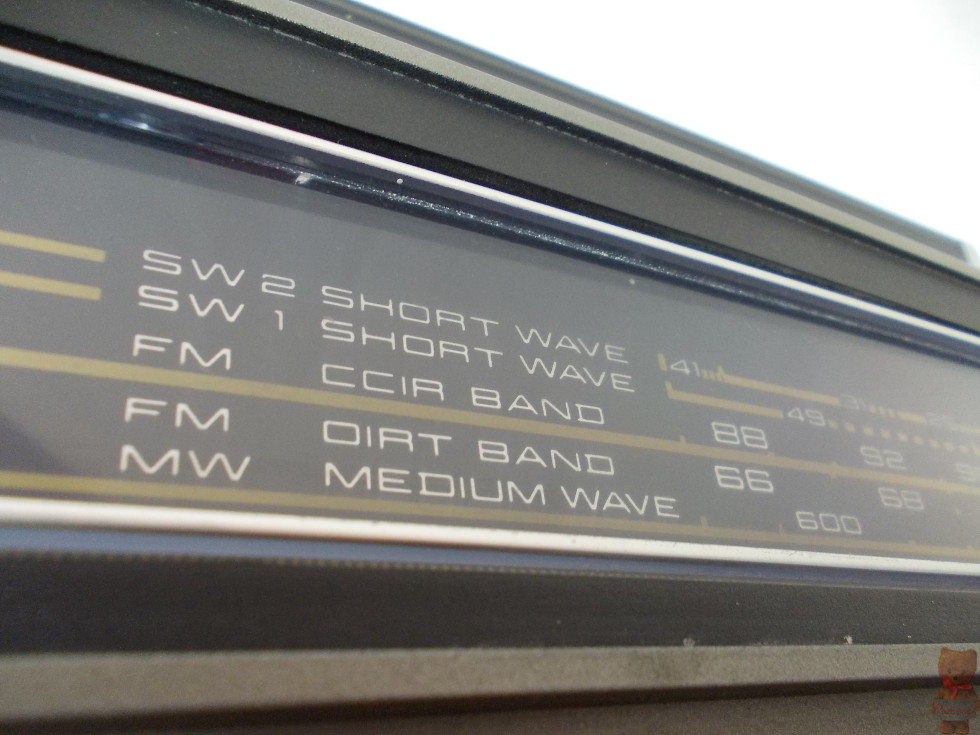 SW 2 SHORT WAVE 41 31 25
SW 1 SHORT WAVE 49
FM CCIR BAND 88 92
FM OIRT BAND 66 68
MW MEDIUM WAVE 600